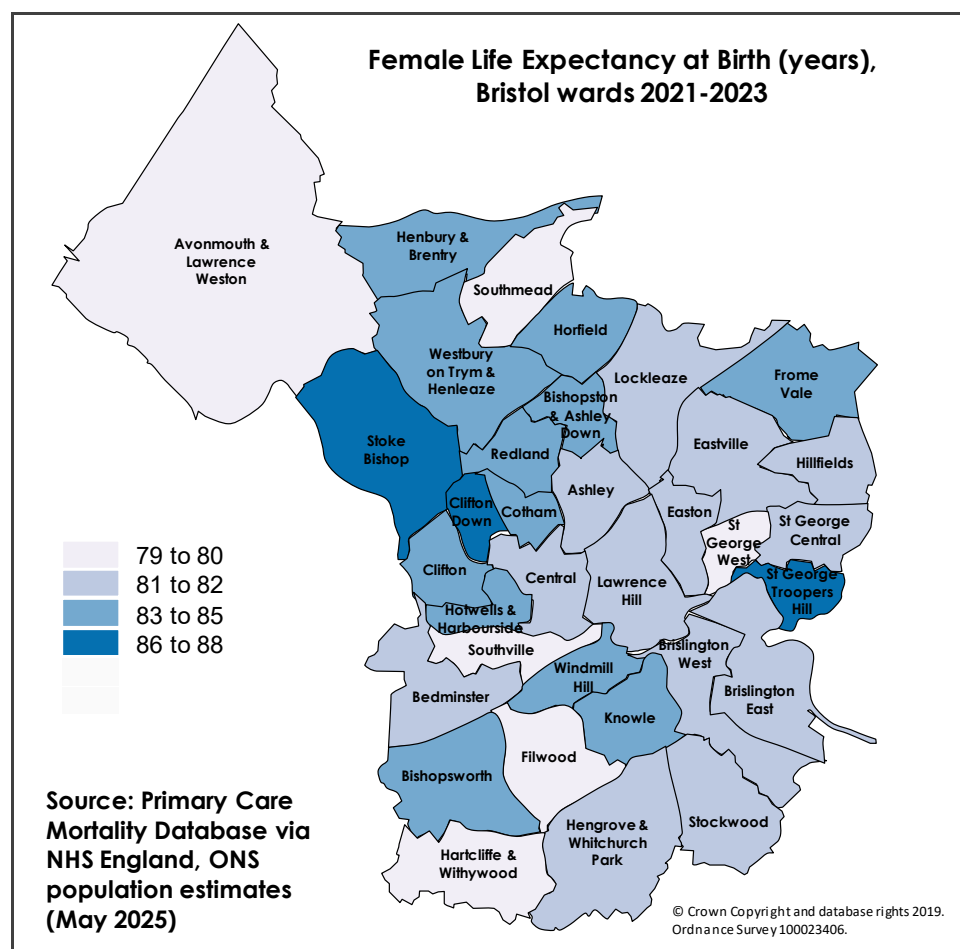 Female Life Expectancy at Birth (years),
Bristol wards 2021-2023
Avonmouth &
Lawrence
Weston
Henbury &
Brentry
Southmead
Horfield
Westbury
on Trym &
Henleaze
Lockleaze
Frome
Vale
Bishopston
& Ashley
Down
Stoke
Bishop
Redland
Eastville
Hillfields
Ashley
Clifton
Down
Cotham
Easton
St
George
West
St George
Central
79 to 80
81 to 82
83 to 85
86 to 88
Clifton
Central
Lawrence
Hill
St George
Troopers
Hill
Hotwells &
Harbourside
Southville
Windmill
Hill
Brislington
West
Bedminster
Brislington
East
Knowle
Filwood
Bishopsworth
Stockwood
Hengrove &
Whitchurch
Park
Hartcliffe &
Withywood
Source: Primary Care
Mortality Database via
NHS England, ONS
population estimates
(May 2025)
© Crown Copyright and database rights 2019.
Ordnance Survey 100023406.